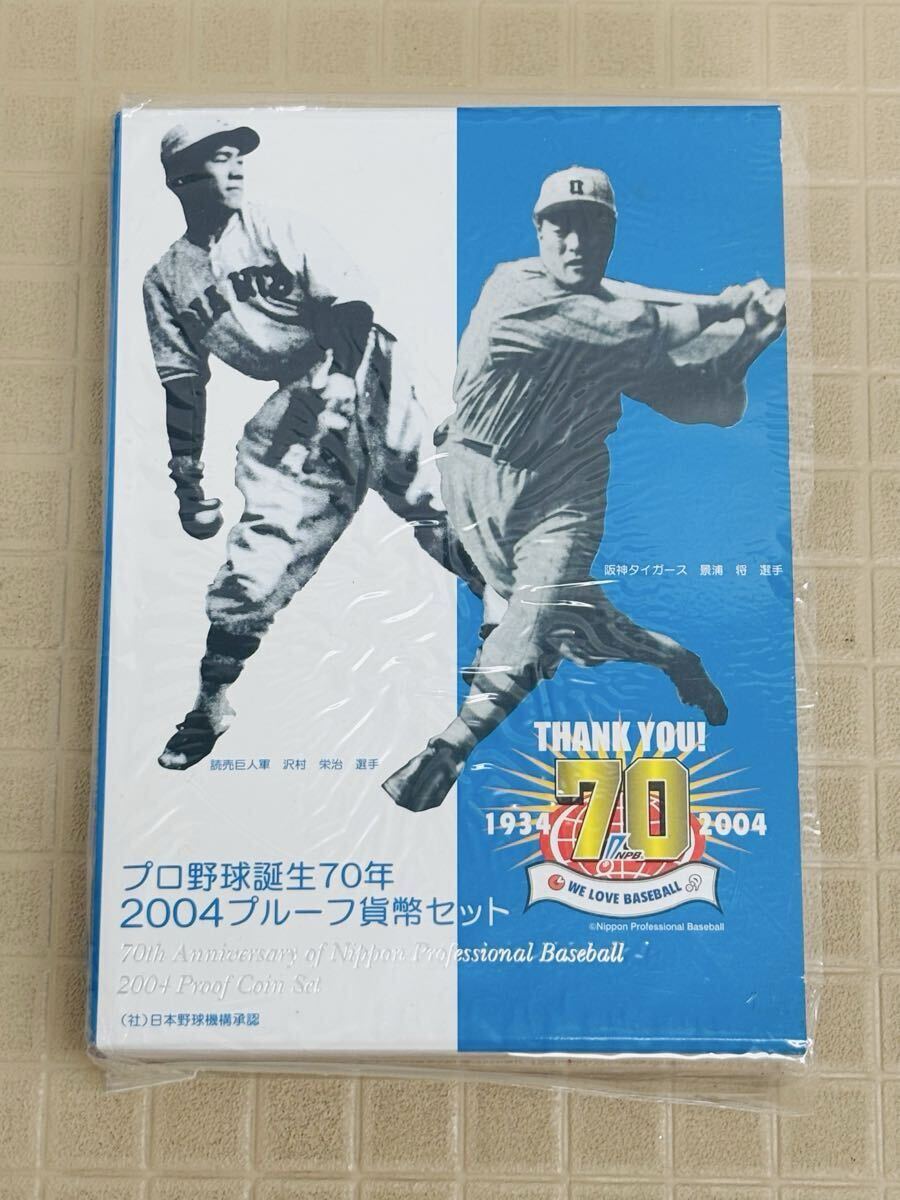 GIANTS
阪神タイガース 景浦 将 選手
読売巨人軍 沢村 栄治 選手
THANK YOU!
1934 70 2004
NPB
WE LOVE BASEBALL
©Nippon Professional Baseball
プロ野球誕生70年
2004プルーフ貨幣セット
70th Anniversary of Nippon Professional Baseball
2004 Proof Coin Set
(社)日本野球機構承認